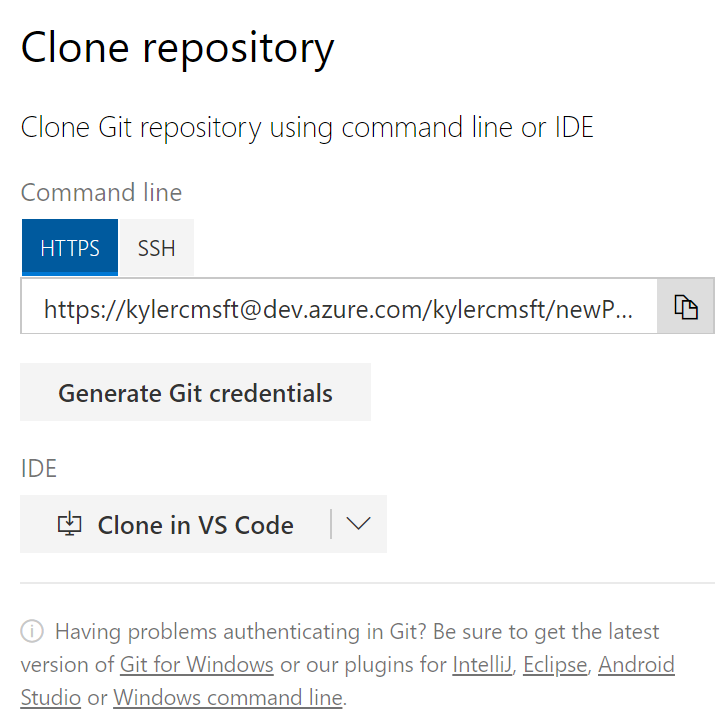 Clone repository
Clone Git repository using command line or IDE
Command line
HTTPS SSH
https://kylercmsft@dev.azure.com/kylercmsft/newP...
Generate Git credentials
IDE
Clone in VS Code
Having problems authenticating in Git? Be sure to get the latest
version of Git for Windows or our plugins for IntelliJ, Eclipse, Android
Studio or Windows command line.